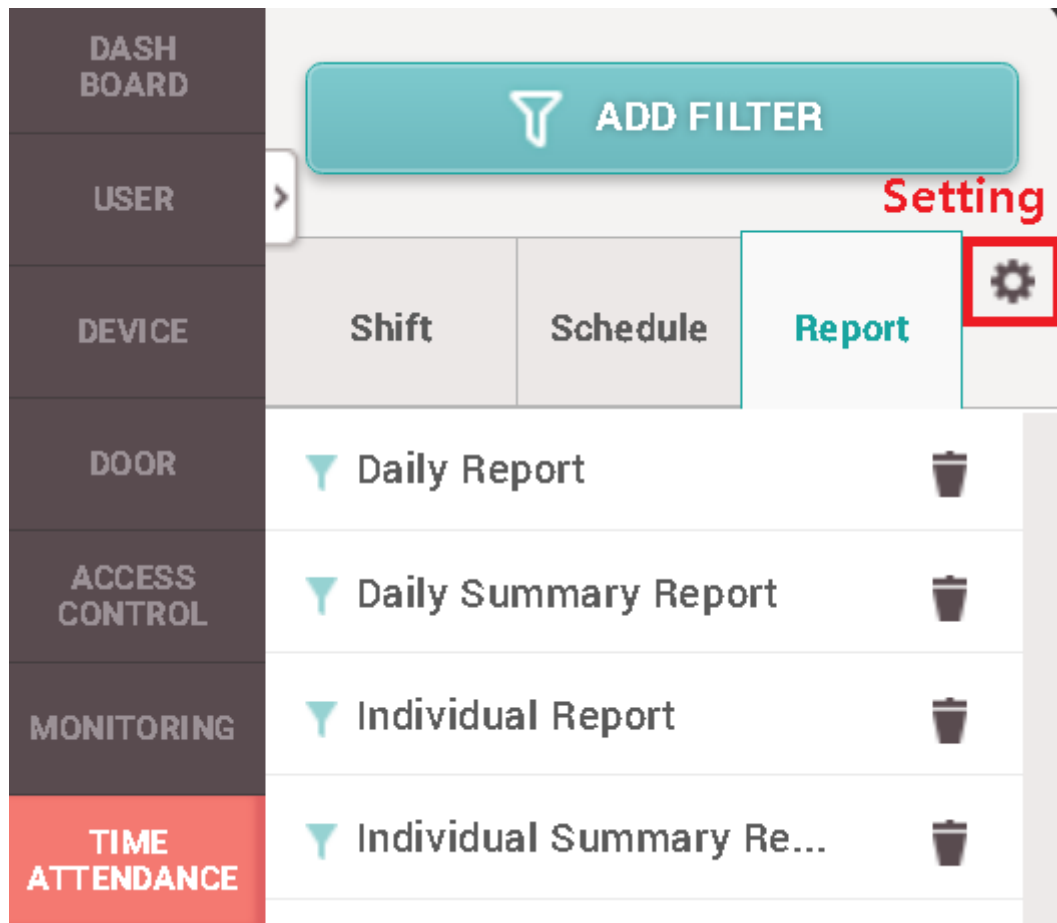 DASH
BOARD
USER
DEVICE
DOOR
ACCESS
CONTROL
MONITORING
TIME
ATTENDANCE
ADD FILTER
Setting
Shift
Schedule
Report
Daily Report
Daily Summary Report
Individual Report
Individual Summary Re...